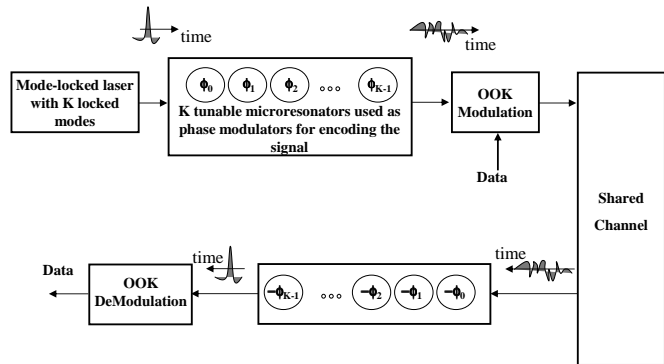 time
time
Mode-locked laser
with K locked
modes
ϕ0 ϕ1 ϕ2 ∘∘∘ ϕK-1
K tunable microresonators used as
phase modulators for encoding the
signal
OOK
Modulation
Data
Shared
Channel
time
time
Data
OOK
DeModulation
−ϕK-1 ∘∘∘ −ϕ2 −ϕ1 −ϕ0